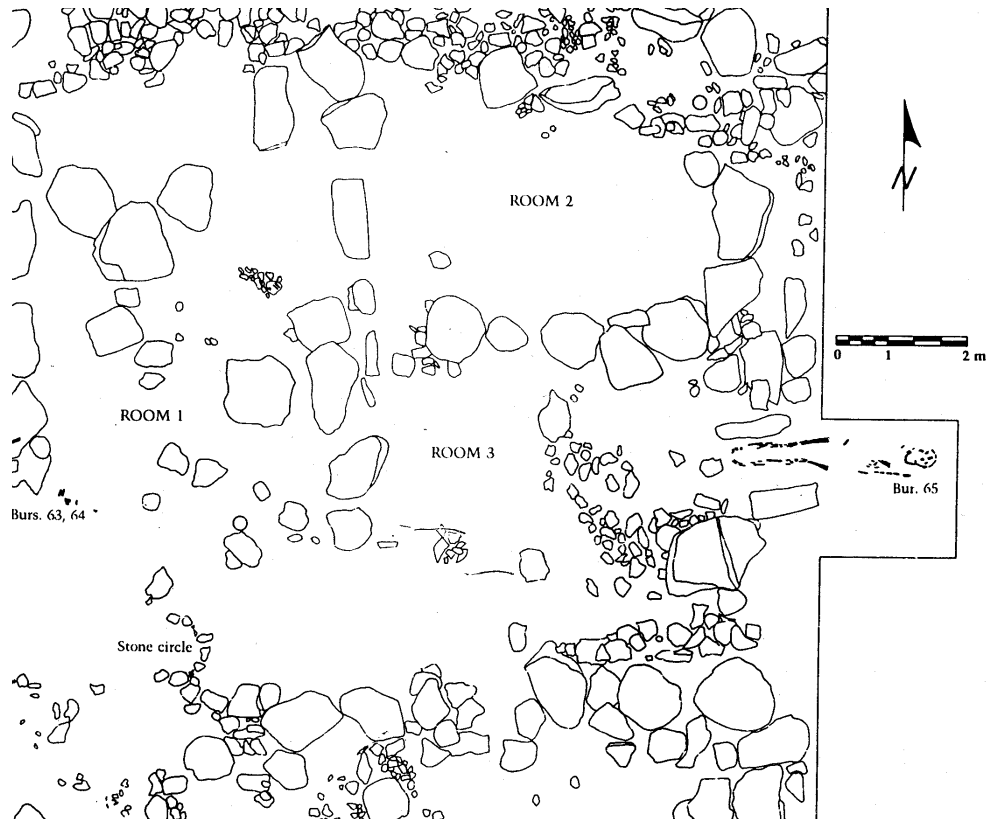 ROOM 2
N
0 1 2 m
ROOM 1
ROOM 3
Bur. 65
Burs. 63, 64
Stone circle